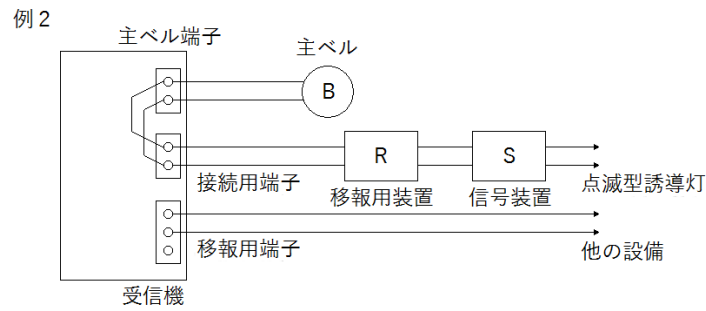 例2
主ベル端子
主ベル
B
R
S
接続用端子
移報用装置
信号装置
点滅型誘導灯
移報用端子
他の設備
受信機